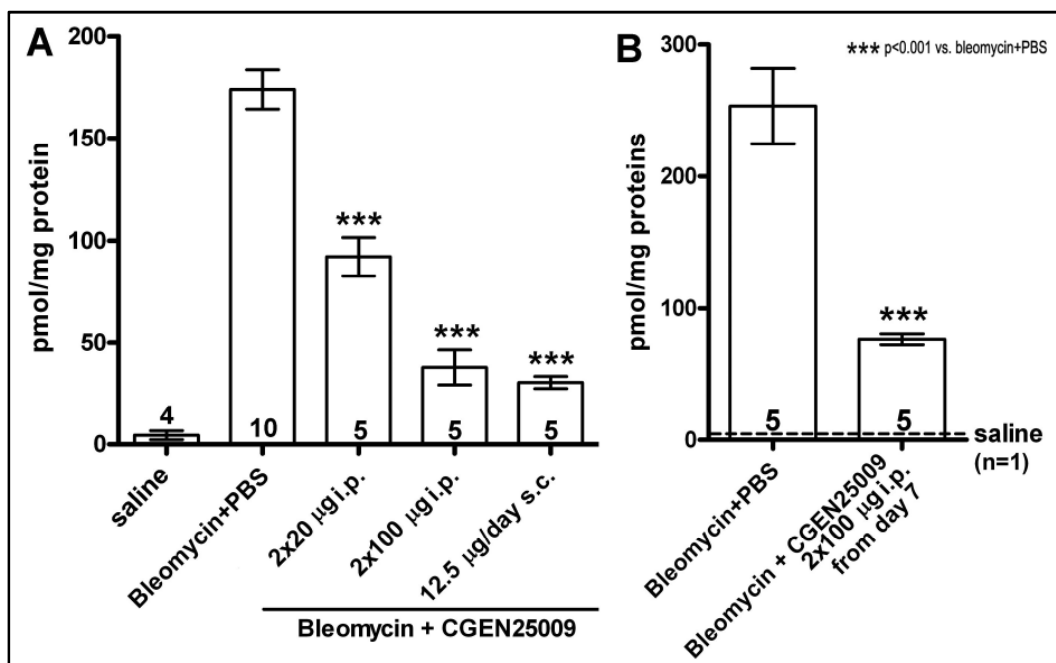 A
200
150
100
50
0
pmol/mg protein
4
10
***
5
***
5
***
5
saline
Bleomycin+PBS
2x20 μg i.p.
2x100 μg i.p.
12.5 μg/day s.c.
Bleomycin + CGEN25009
B
*** p<0.001 vs. bleomycin+PBS
300
200
100
0
pmol/mg proteins
5
***
5
saline
(n=1)
Bleomycin+PBS
Bleomycin + CGEN25009
2x100 μg i.p.
from day 7